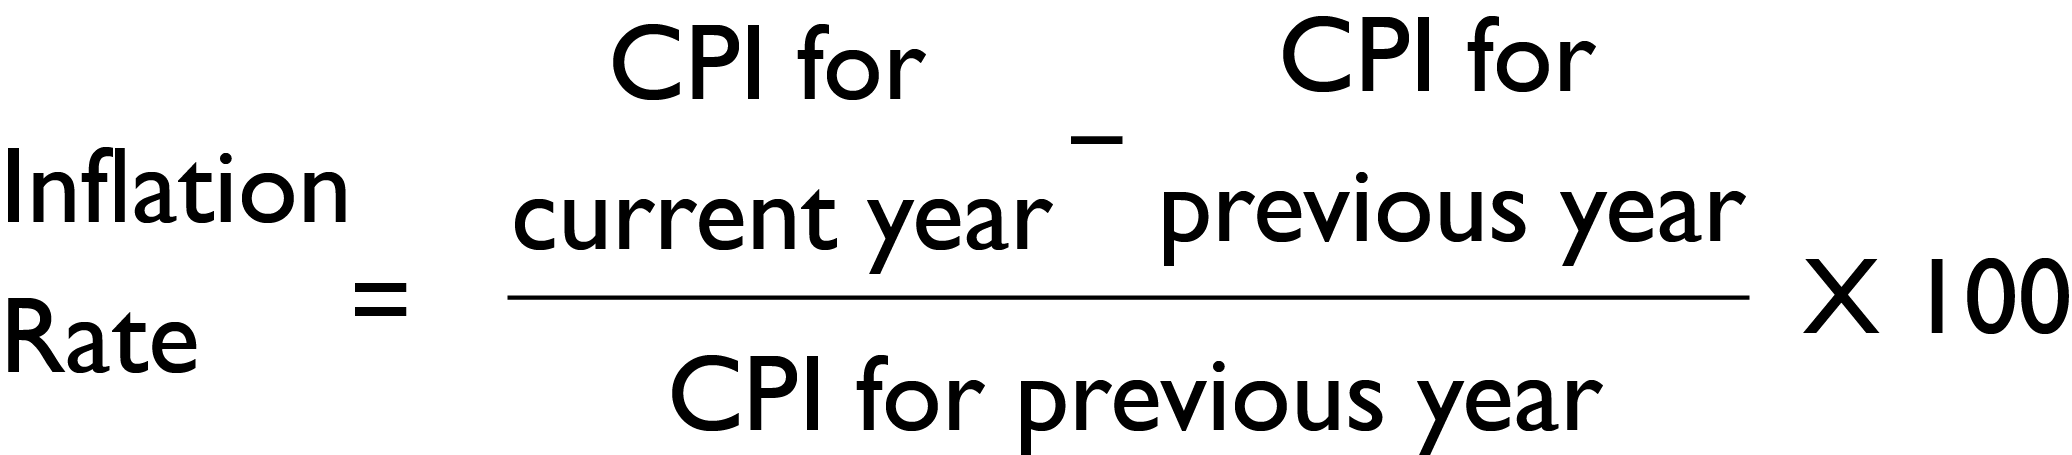 Inflation
Rate
=
CPI for
current year
–
CPI for
previous year
CPI for previous year
X 100